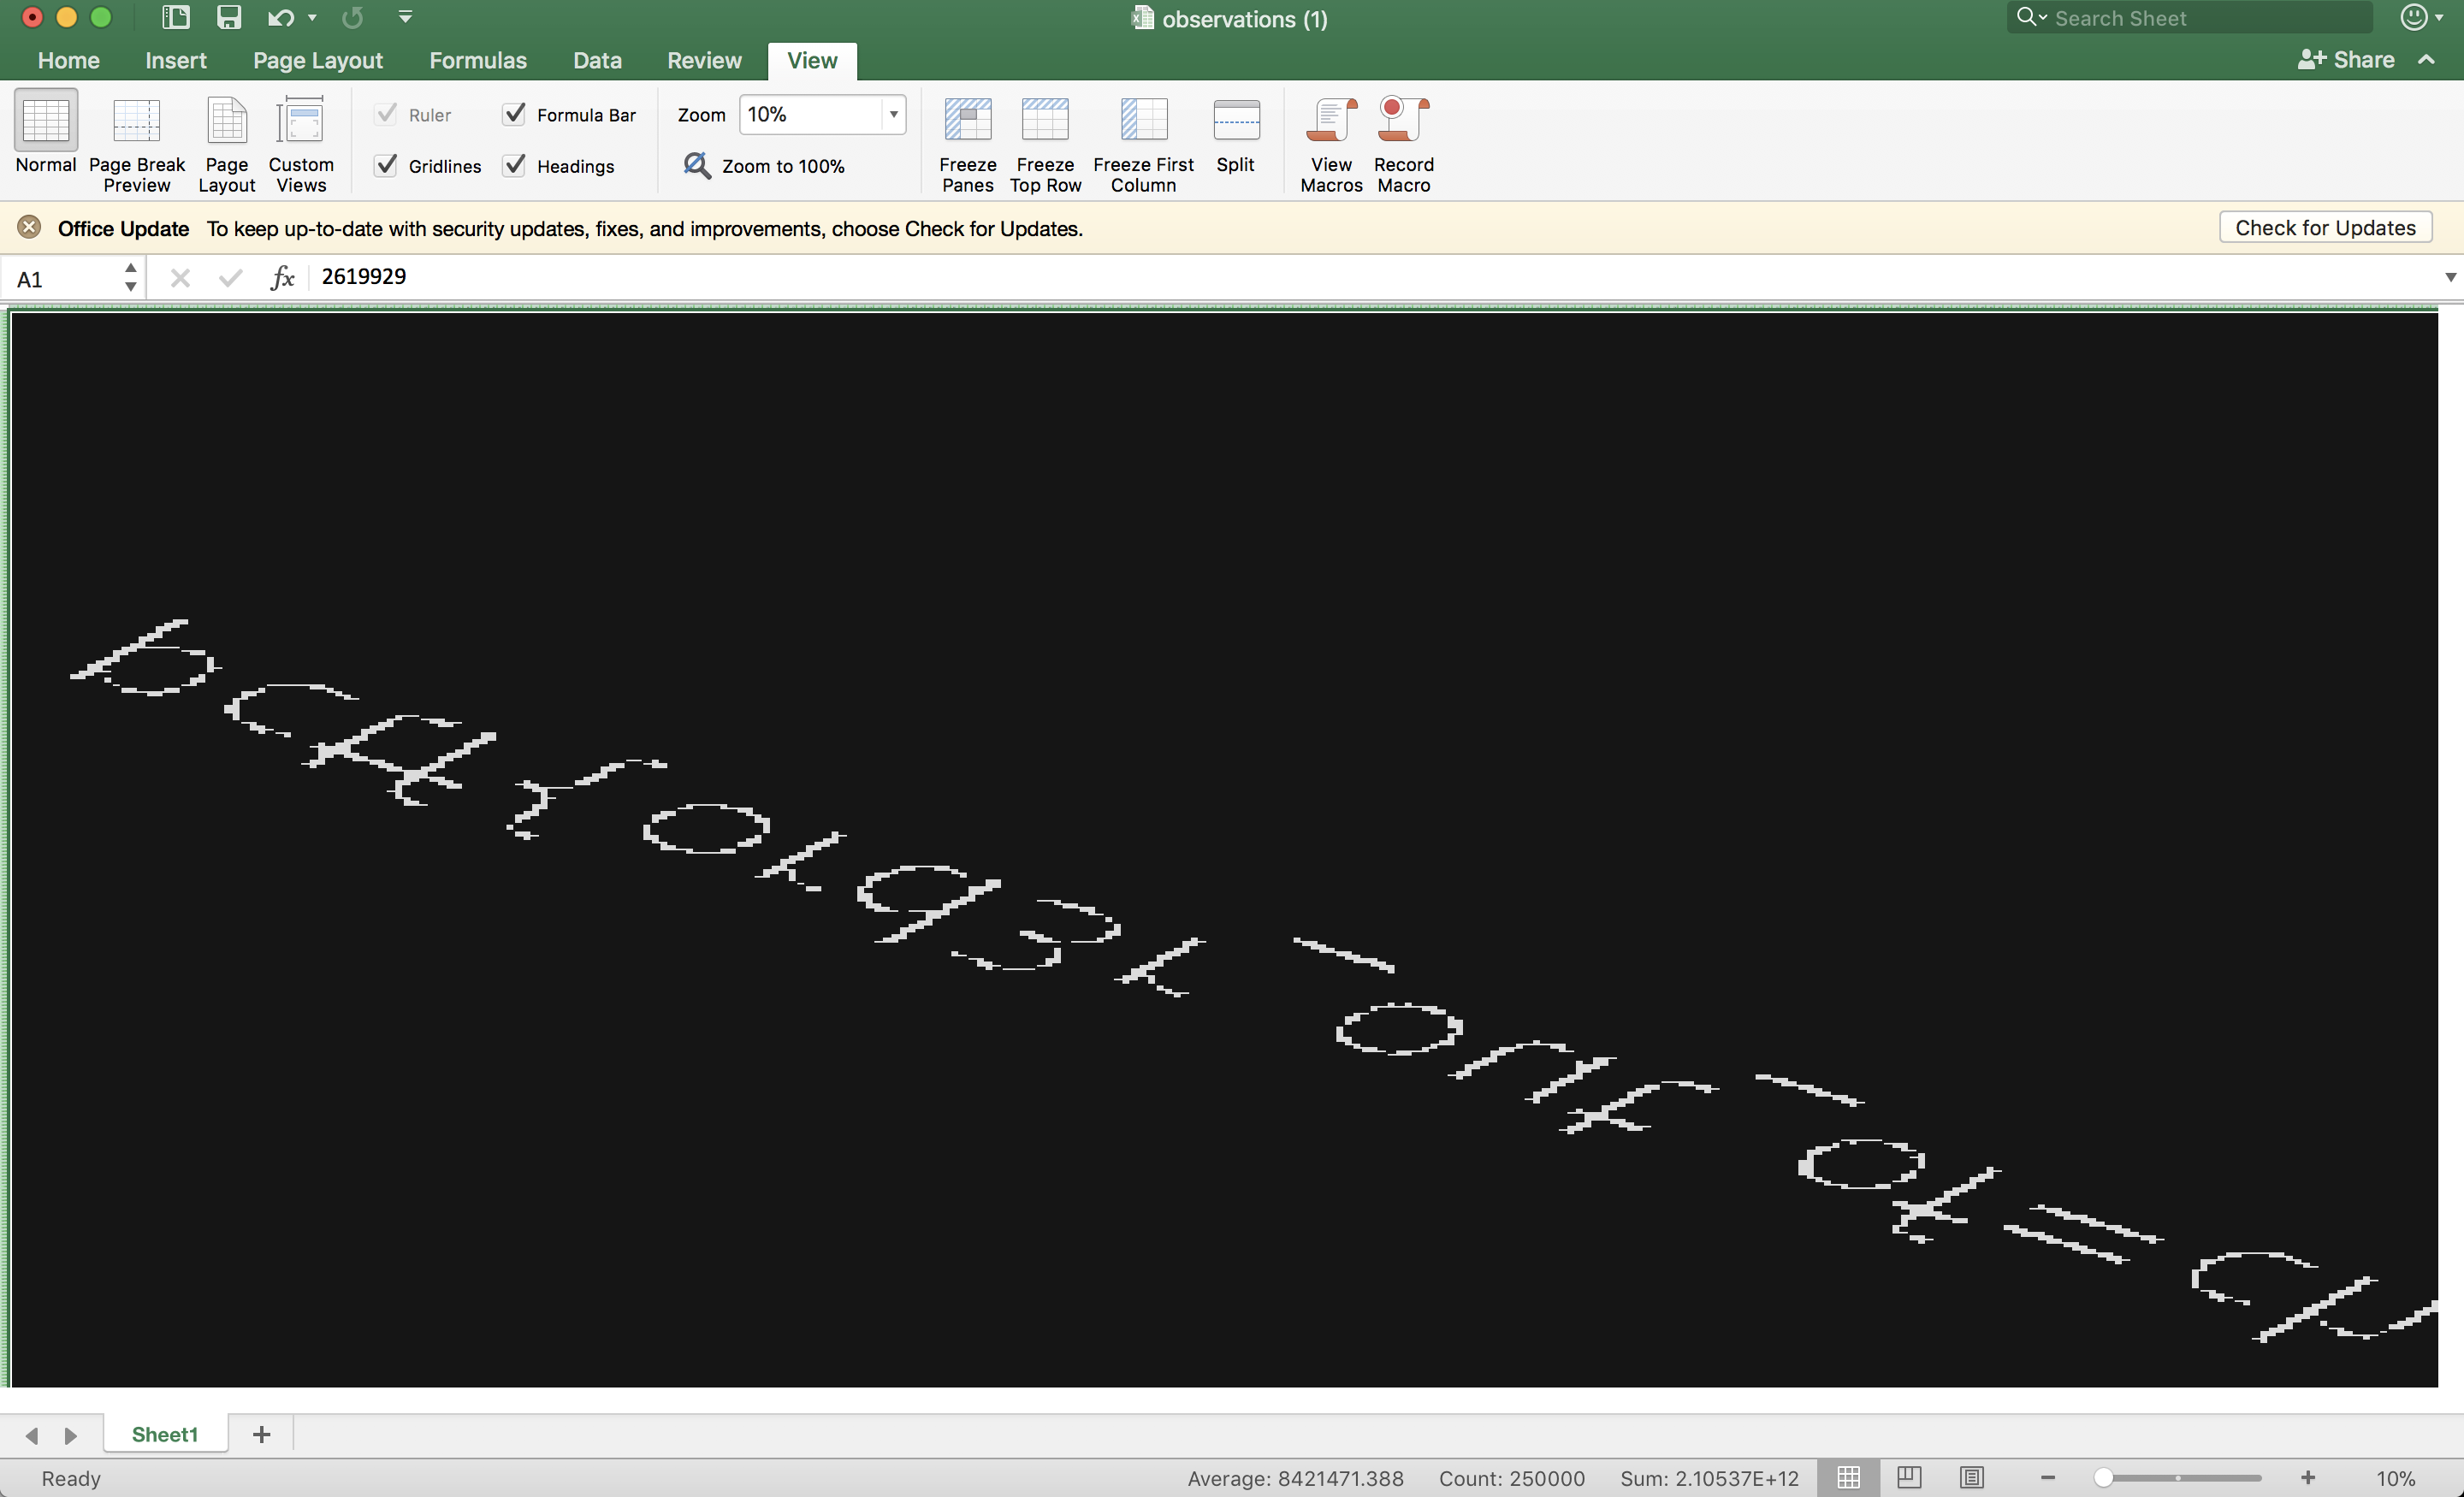 observations (1)
Search Sheet
Home Insert Page Layout Formulas Data Review View
Share
Normal Page Break Preview Page Layout Custom Views
Ruler Formula Bar
Gridlines Headings
Zoom 10%
Zoom to 100%
Freeze Panes Freeze Top Row Freeze First Column Split
View Macros Record Macro
Office Update To keep up-to-date with security updates, fixes, and improvements, choose Check for Updates.
Check for Updates
A1 fx 2619929
Sheet1
Ready Average: 8421471.388 Count: 250000 Sum: 2.10537E+12 10%